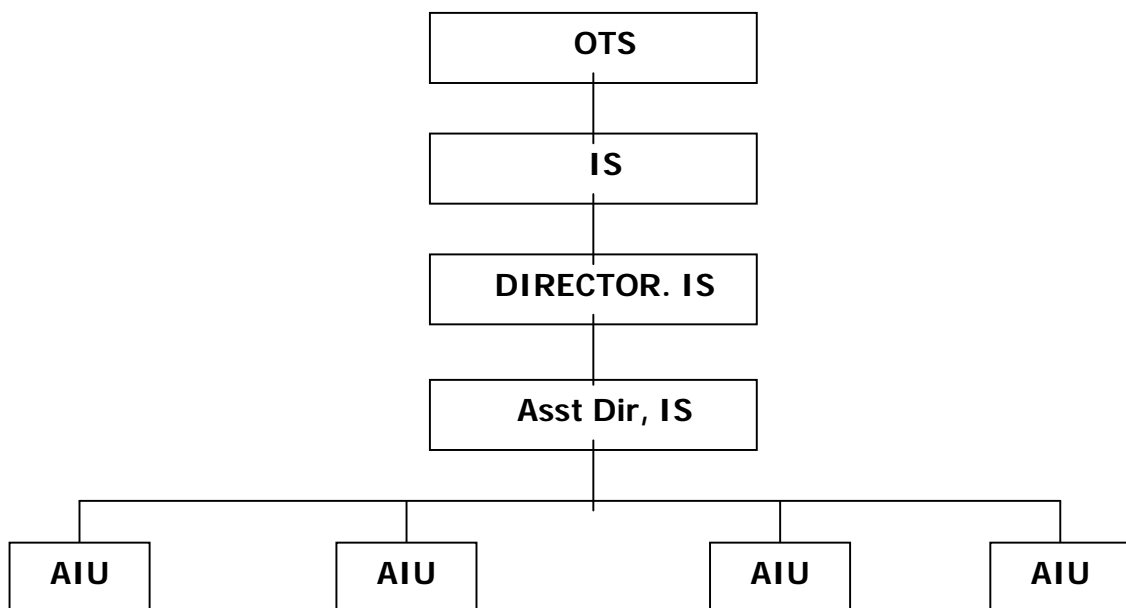 OTS
IS
DIRECTOR. IS
Asst Dir, IS
AIU AIU AIU AIU